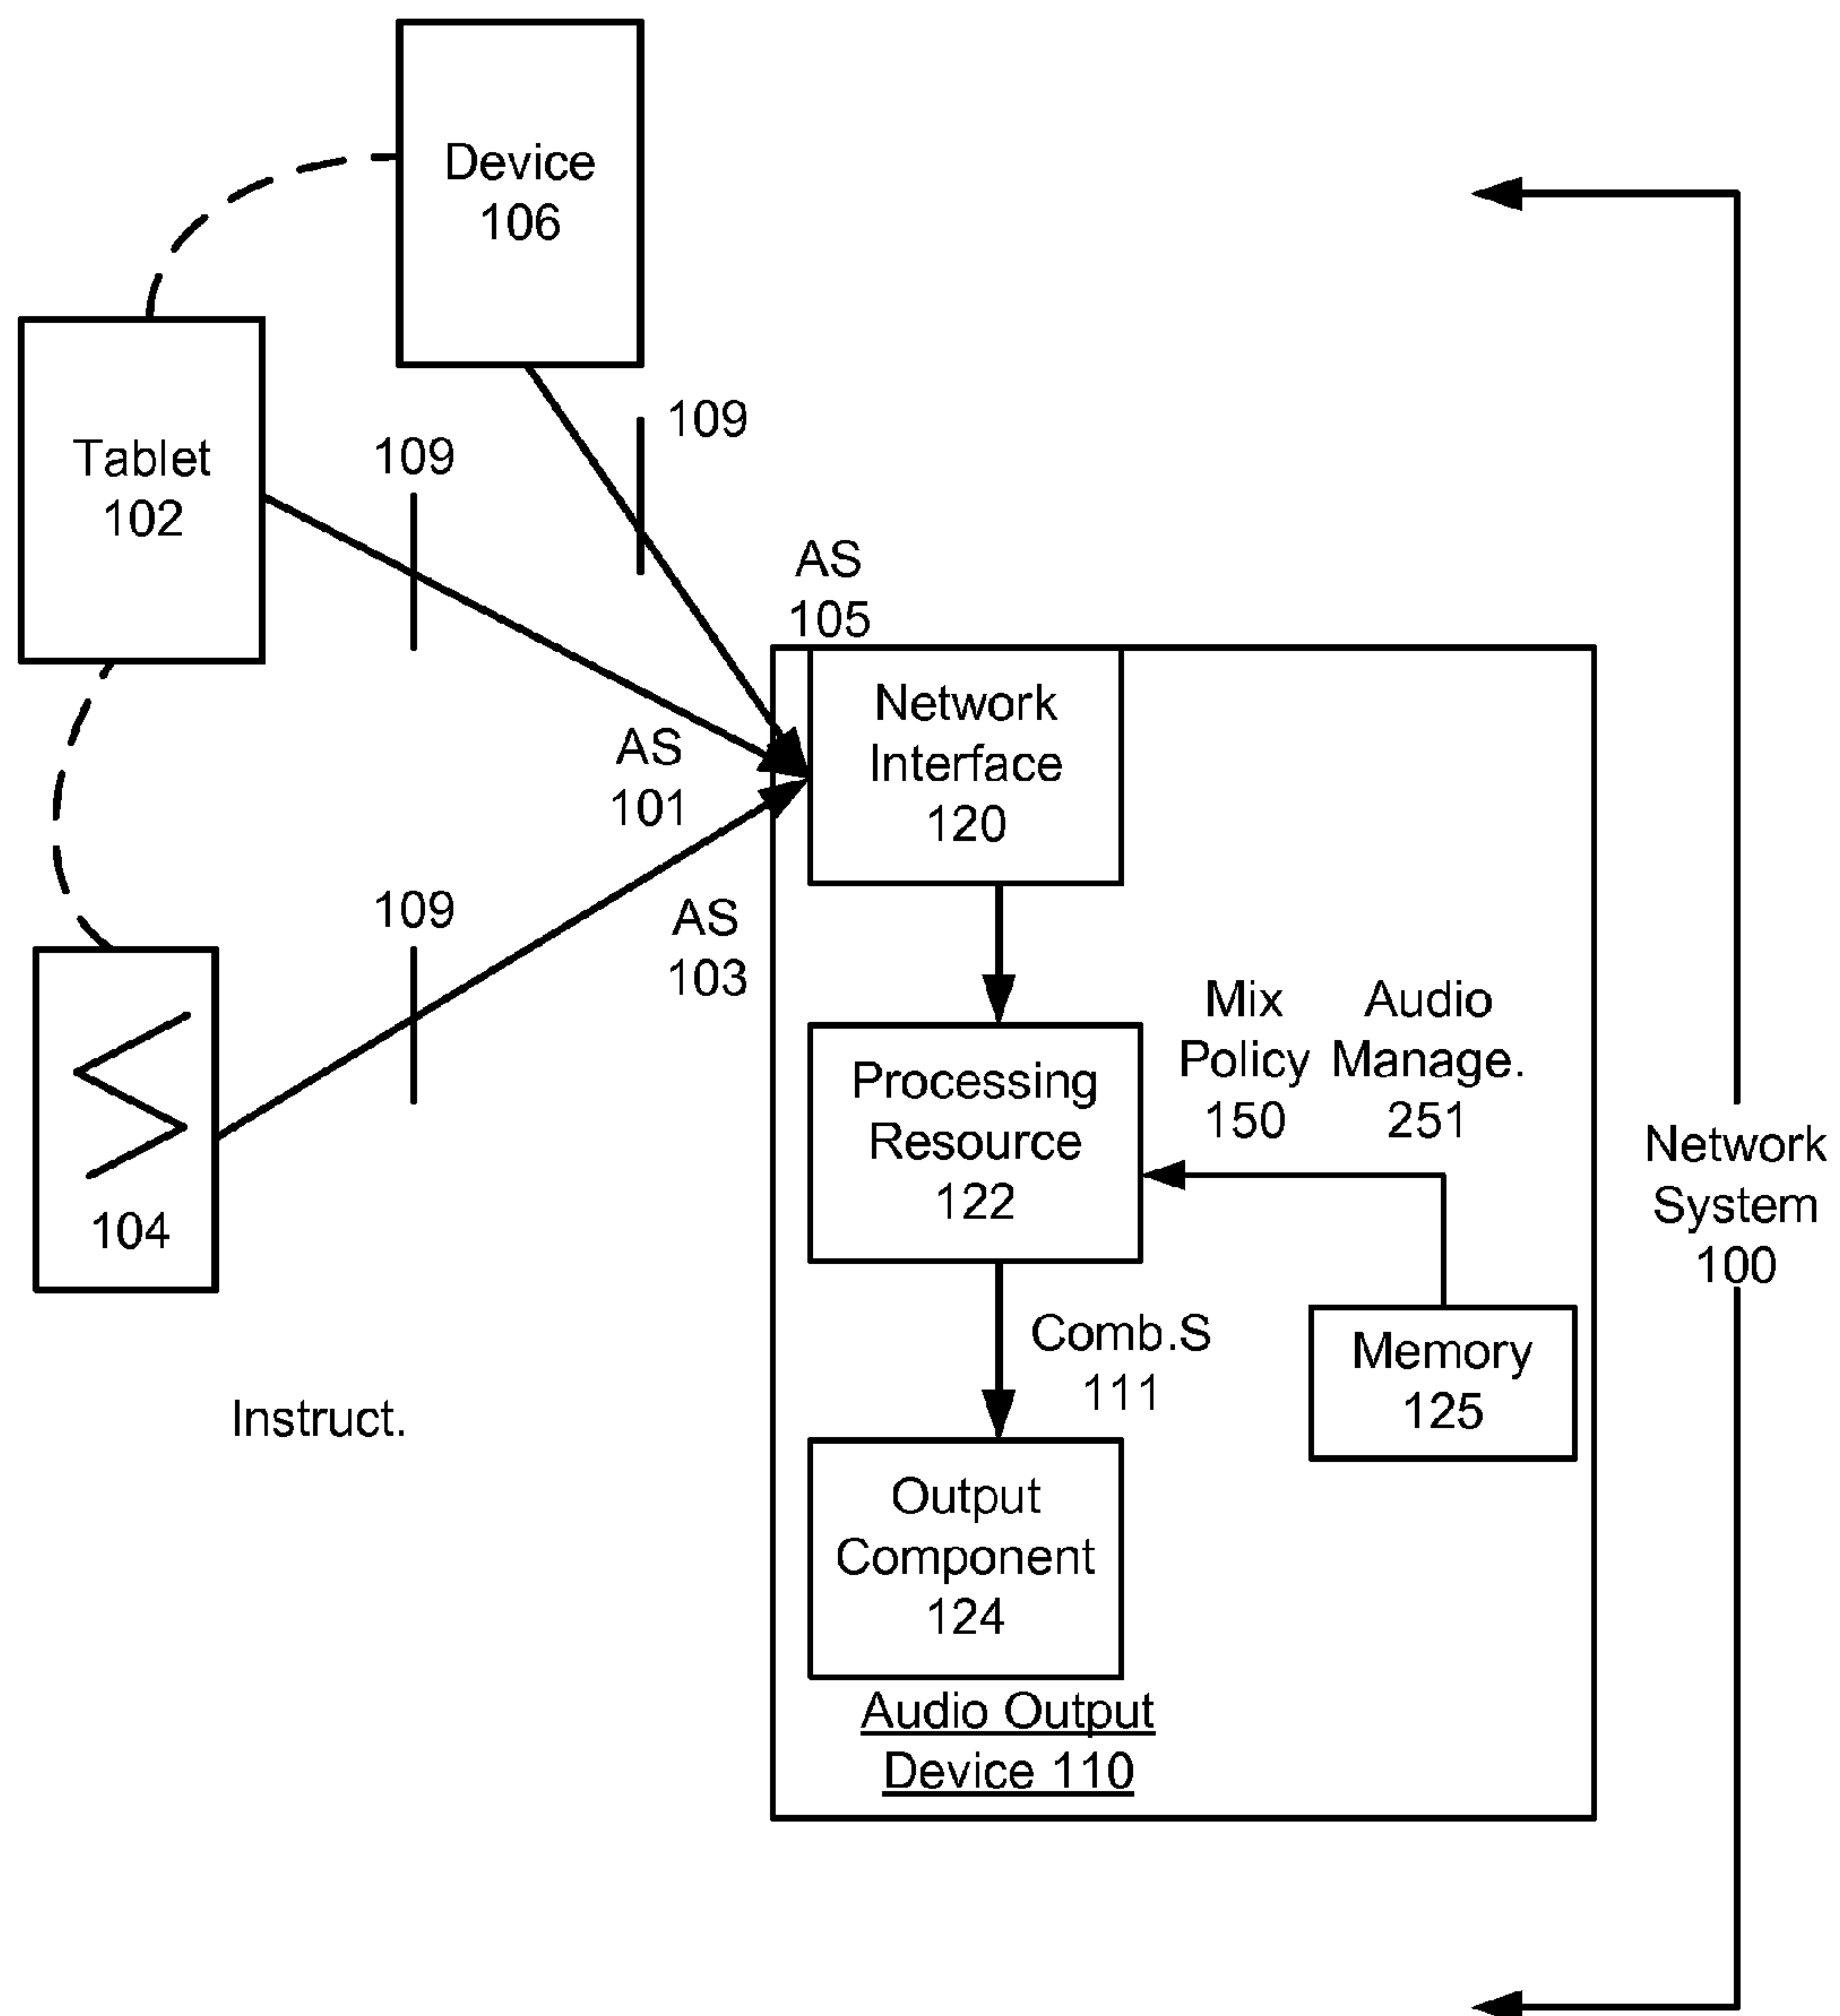 Device
106
Tablet
102
109
109
AS
105
Network
Interface
120
AS
101
109
AS
103
104
Mix
Policy
150
Audio
Manage.
251
Processing
Resource
122
Network
System
100
Comb.S
111
Memory
125
Instruct.
Output
Component
124
Audio Output
Device 110